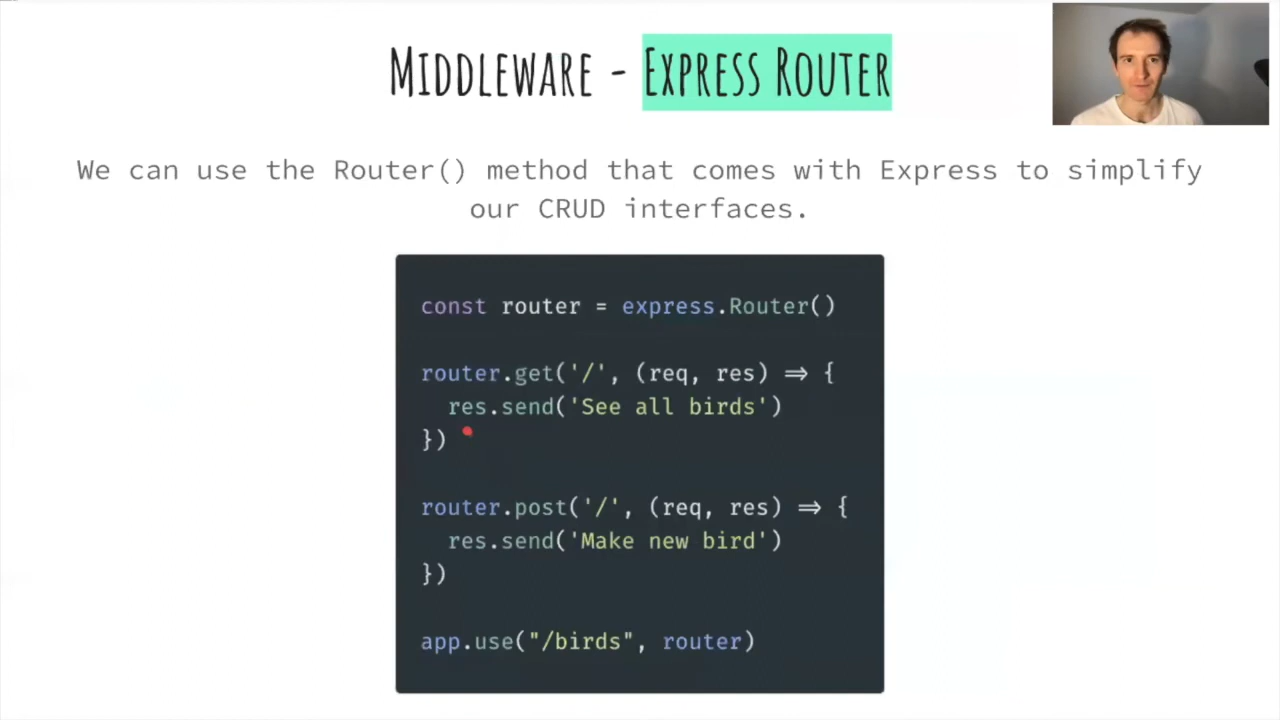 MIDDLEWARE - EXPRESS ROUTER
We can use the Router() method that comes with Express to simplify
our CRUD interfaces.
const router = express.Router()
router.get('/', (req, res) => {
res.send('See all birds')
})
router.post('/', (req, res) => {
res.send('Make new bird')
})
app.use("/birds", router)